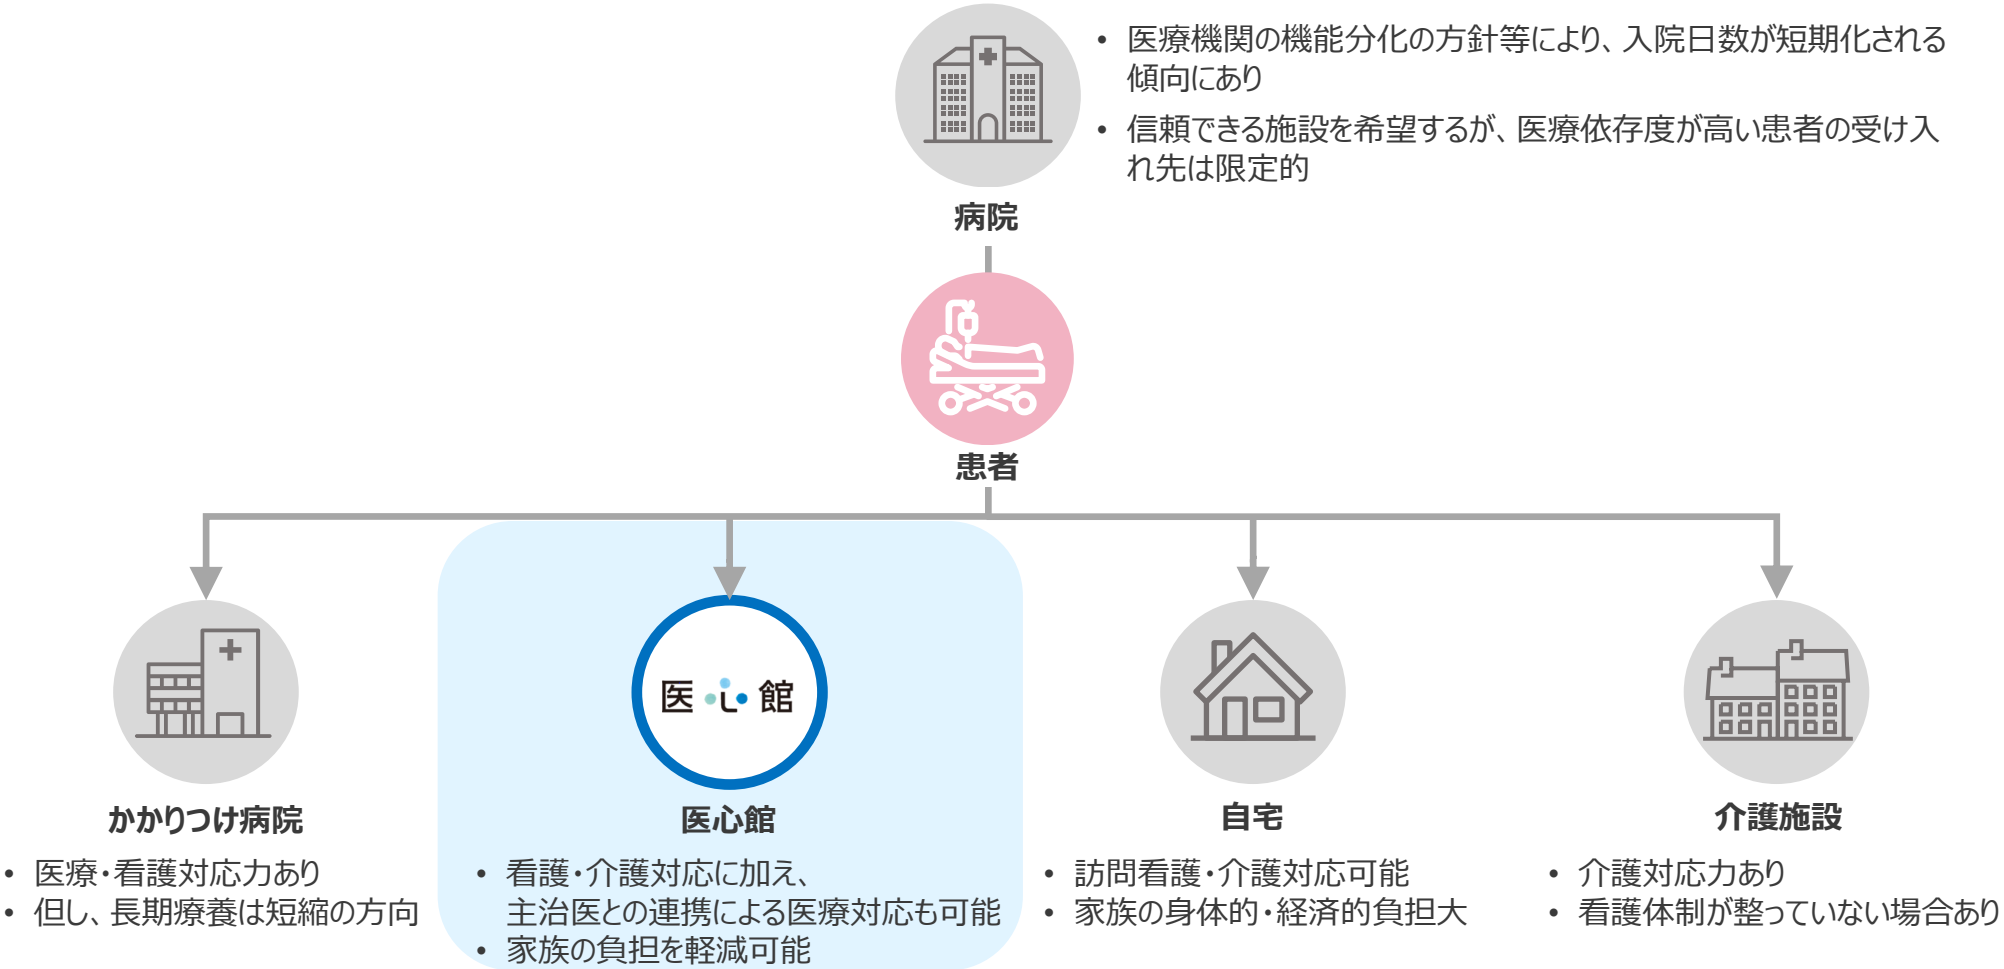 • 医療機関の機能分化の方針等により、入院日数が短期化される
傾向にあり
• 信頼できる施設を希望するが、医療依存度が高い患者の受け入
れ先は限定的
病院
患者
医心館
かかりつけ病院
• 医療・看護対応力あり
• 但し、長期療養は短縮の方向
医心館
• 看護・介護対応に加え、
主治医との連携による医療対応も可能
• 家族の負担を軽減可能
自宅
• 訪問看護・介護対応可能
• 家族の身体的・経済的負担大
介護施設
• 介護対応力あり
• 看護体制が整っていない場合あり